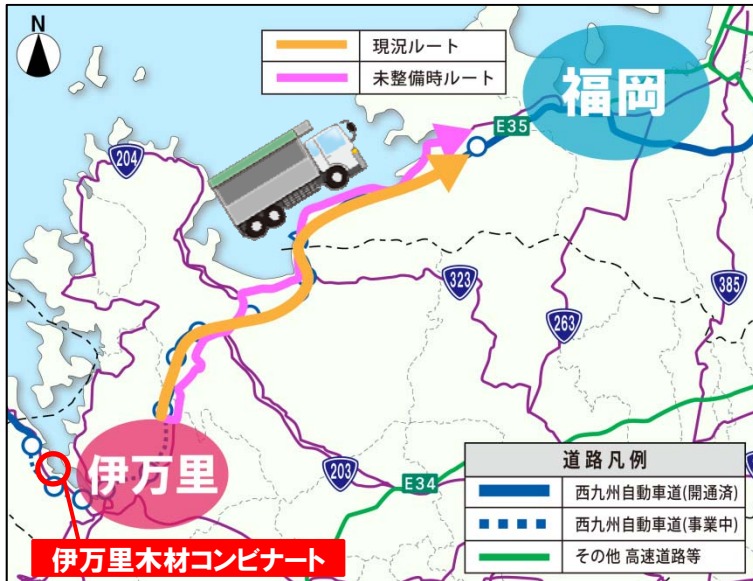 N
現況ルート
未整備時ルート
福岡
E35
204
323
263
385
伊万里
203
E34
伊万里木材コンビナート
道路凡例
西九州自動車道(開通済)
西九州自動車道(事業中)
その他 高速道路等